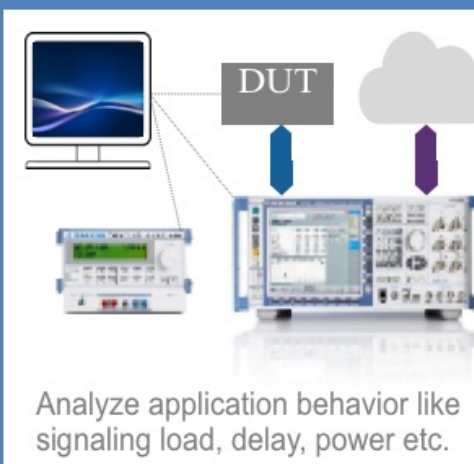 DUT
Analyze application behavior like
signaling load, delay, power etc.